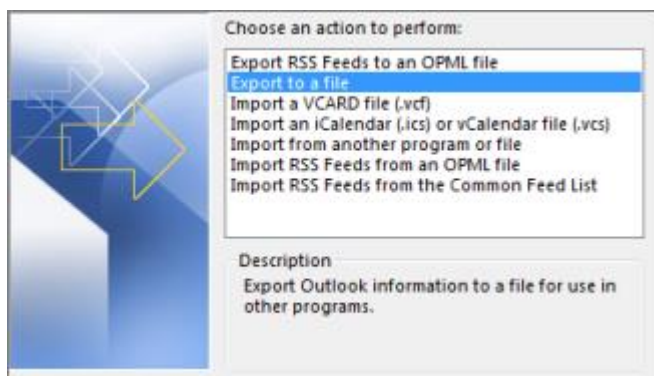 Choose an action to perform:
Export RSS Feeds to an OPML file
Export to a file
Import a VCARD file (.vcf)
Import an iCalendar (.ics) or vCalendar file (.vcs)
Import from another program or file
Import RSS Feeds from an OPML file
Import RSS Feeds from the Common Feed List
Description
Export Outlook information to a file for use in
other programs.